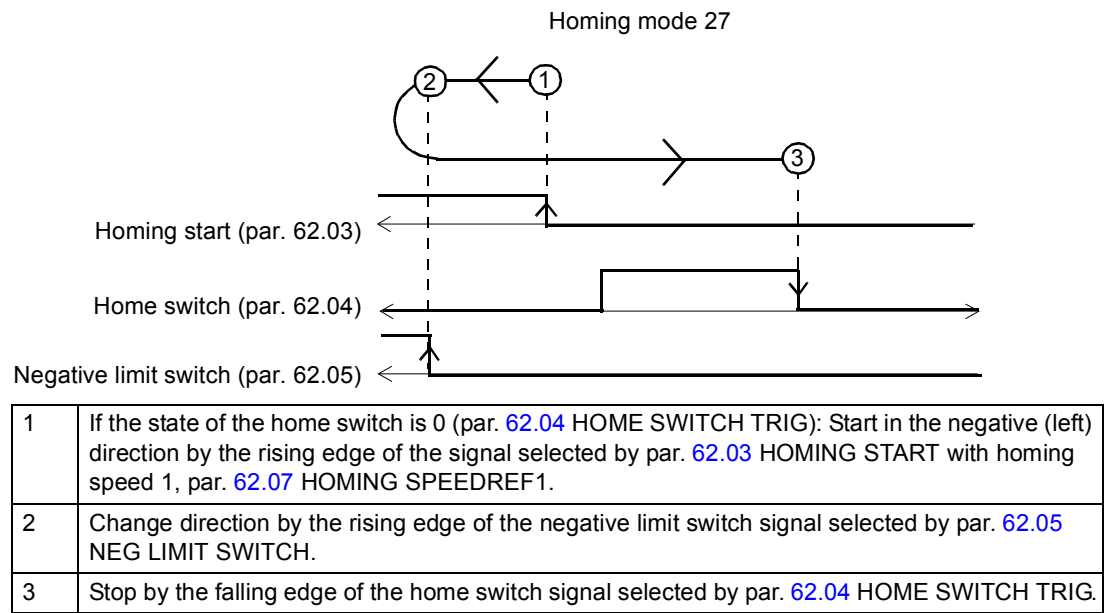 Homing mode 27
2
1
3
Homing start (par. 62.03)
Home switch (par. 62.04)
Negative limit switch (par. 62.05)
1 If the state of the home switch is 0 (par. 62.04 HOME SWITCH TRIG): Start in the negative (left)
direction by the rising edge of the signal selected by par. 62.03 HOMING START with homing
speed 1, par. 62.07 HOMING SPEEDREF1.
2 Change direction by the rising edge of the negative limit switch signal selected by par. 62.05
NEG LIMIT SWITCH.
3 Stop by the falling edge of the home switch signal selected by par. 62.04 HOME SWITCH TRIG.